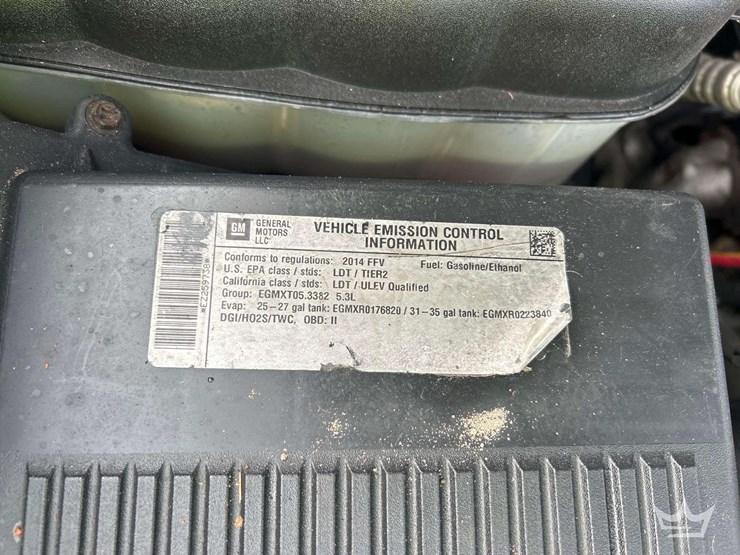 GM
GENERAL
MOTORS
LLC
VEHICLE EMISSION CONTROL
INFORMATION
Conforms to regulations: 2014 FFV Fuel: Gasoline/Ethanol
U.S. EPA class / stds: LDT / TIER2
California class / stds: LDT / ULEV Qualified
Group: EGMXT05.3382 5.3L
Evap: 25-27 gal tank: EGMXR0176820 / 31-35 gal tank: EGMXR0223840
DGI/HO2S/TWC, OBD: II
*E2259738*